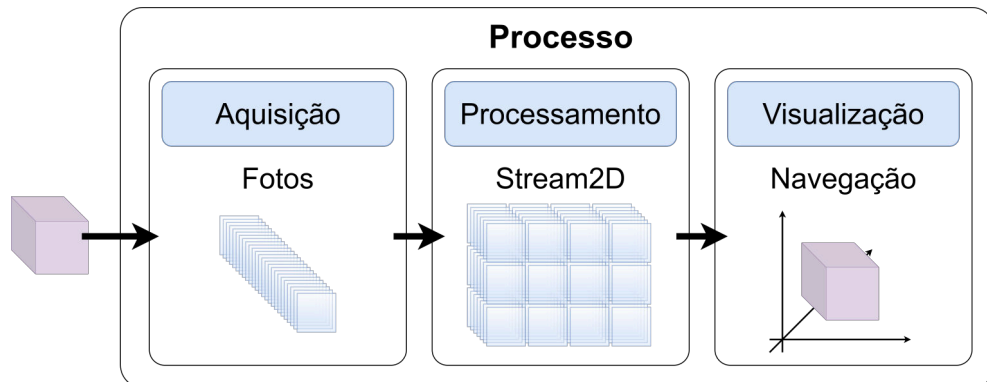 Processo
Aquisição
Fotos
Processamento
Stream2D
Visualização
Navegação